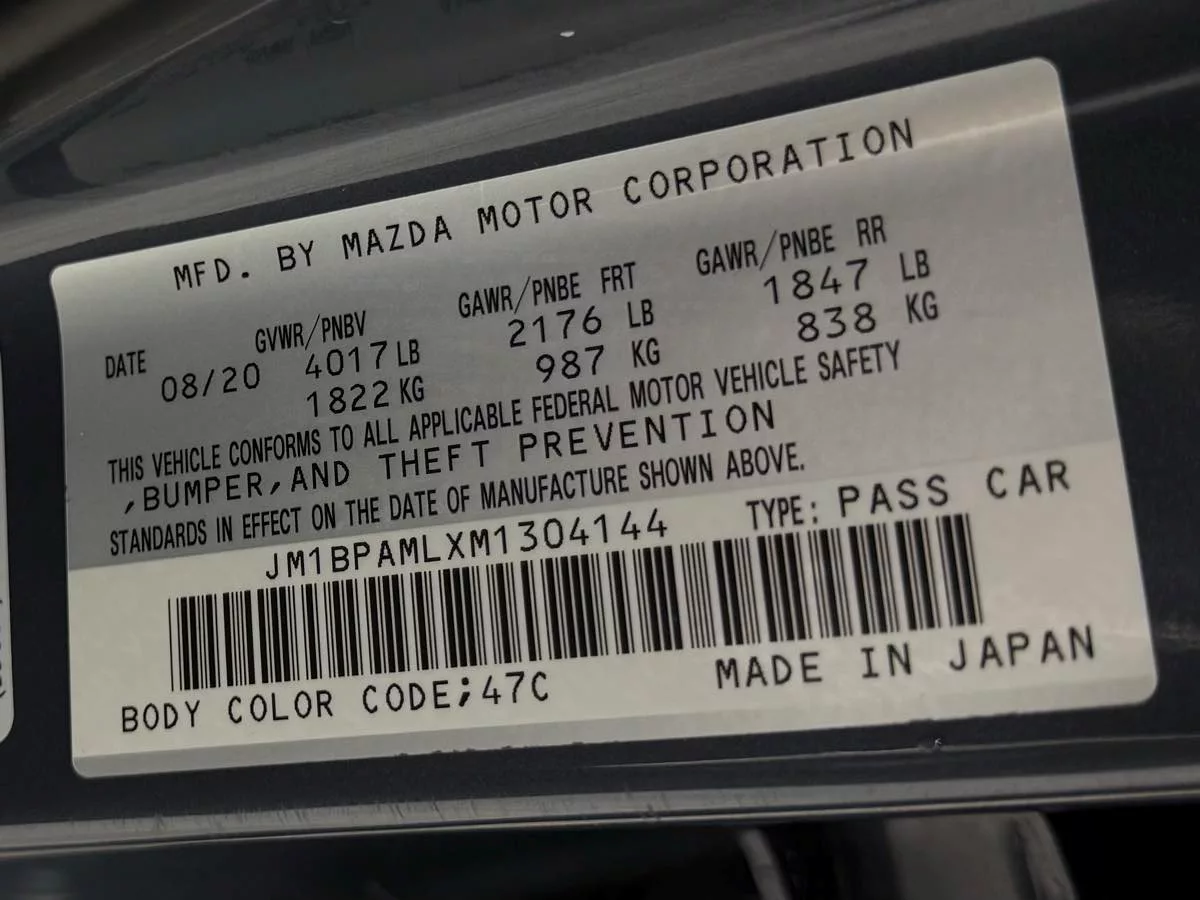 MFD. BY MAZDA MOTOR CORPORATION
DATE GVWR/PNBV GAWR/PNBE FRT GAWR/PNBE RR
08/20 4017 LB 2176 LB 1847 LB
1822 KG 987 KG 838 KG
THIS VEHICLE CONFORMS TO ALL APPLICABLE FEDERAL MOTOR VEHICLE SAFETY
,BUMPER,AND THEFT PREVENTION
STANDARDS IN EFFECT ON THE DATE OF MANUFACTURE SHOWN ABOVE.
JM1BPAMLXM1304144 TYPE: PASS CAR
BODY COLOR CODE;47C MADE IN JAPAN